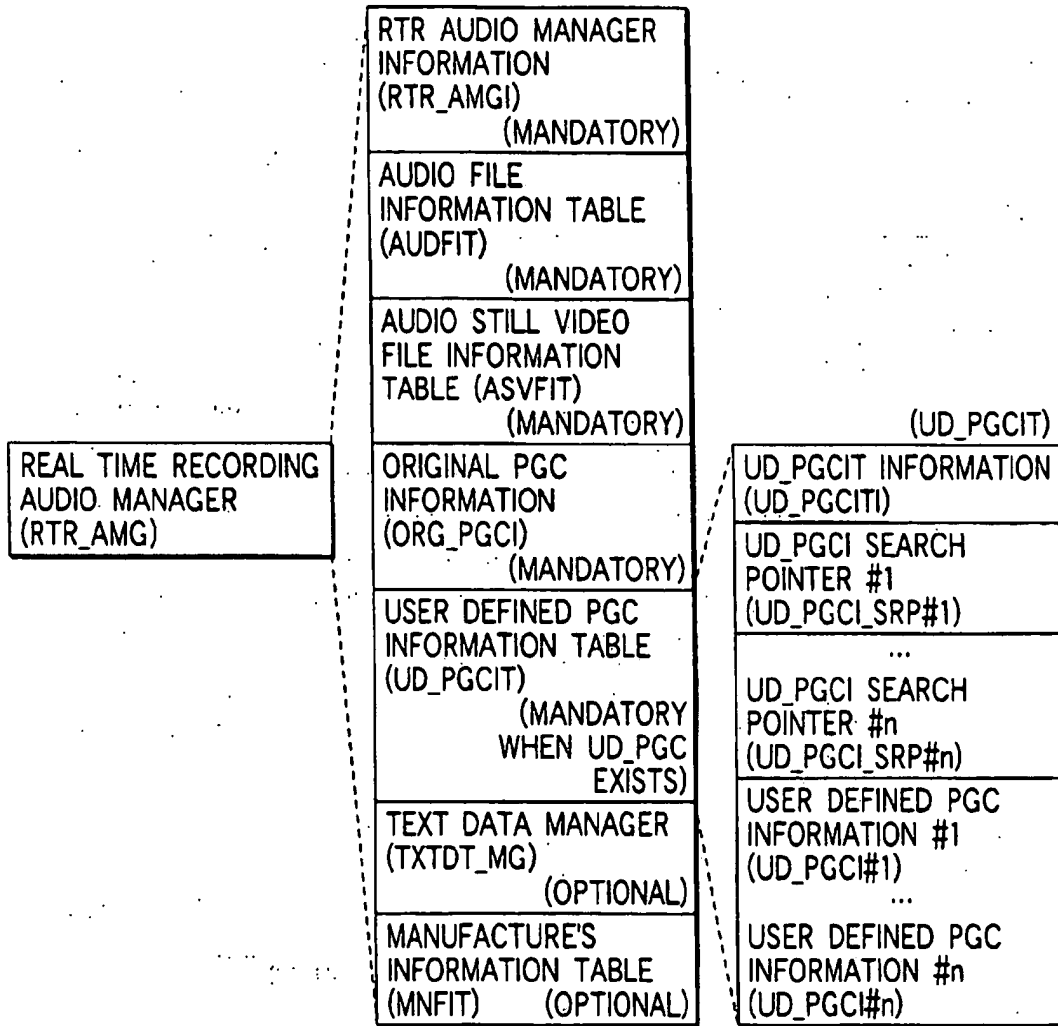 REAL TIME RECORDING
AUDIO MANAGER
(RTR_AMG)
RTR AUDIO MANAGER
INFORMATION
(RTR_AMGI)
(MANDATORY)
AUDIO FILE
INFORMATION TABLE
(AUDFIT)
(MANDATORY)
AUDIO STILL VIDEO
FILE INFORMATION
TABLE (ASVFIT)
(MANDATORY)
ORIGINAL PGC
INFORMATION
(ORG_PGCI)
(MANDATORY)
USER DEFINED PGC
INFORMATION TABLE
(UD_PGCIT)
(MANDATORY
WHEN UD_PGC
EXISTS)
TEXT DATA MANAGER
(TXTDT_MG)
(OPTIONAL)
MANUFACTURE'S
INFORMATION TABLE
(MNFIT) (OPTIONAL)
(UD_PGCIT)
UD_PGCIT INFORMATION
(UD_PGCITI)
UD_PGCI SEARCH
POINTER #1
(UD_PGCI_SRP#1)
...
UD_PGCI SEARCH
POINTER #n
(UD_PGCI_SRP#n)
USER DEFINED PGC
INFORMATION #1
(UD_PGCI#1)
...
USER DEFINED PGC
INFORMATION #n
(UD_PGCI#n)